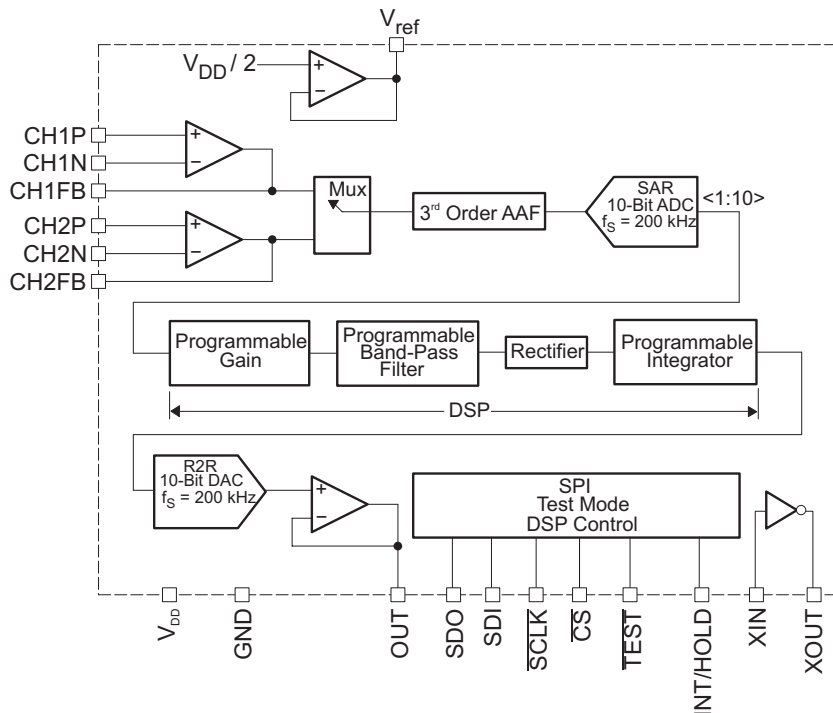 Vref
VDD / 2
+
−
CH1P
CH1N
CH1FB
CH2P
CH2N
CH2FB
+
−
+
−
Mux
3rd Order AAF
SAR
10-Bit ADC
fS = 200 kHz
<1:10>
Programmable
Gain
Programmable
Band-Pass
Filter
Rectifier
Programmable
Integrator
DSP
R2R
10-Bit DAC
fS = 200 kHz
+
−
SPI
Test Mode
DSP Control
VDD
GND
OUT
SDO
SDI
SCLK
CS
TEST
INT/HOLD
XIN
XOUT